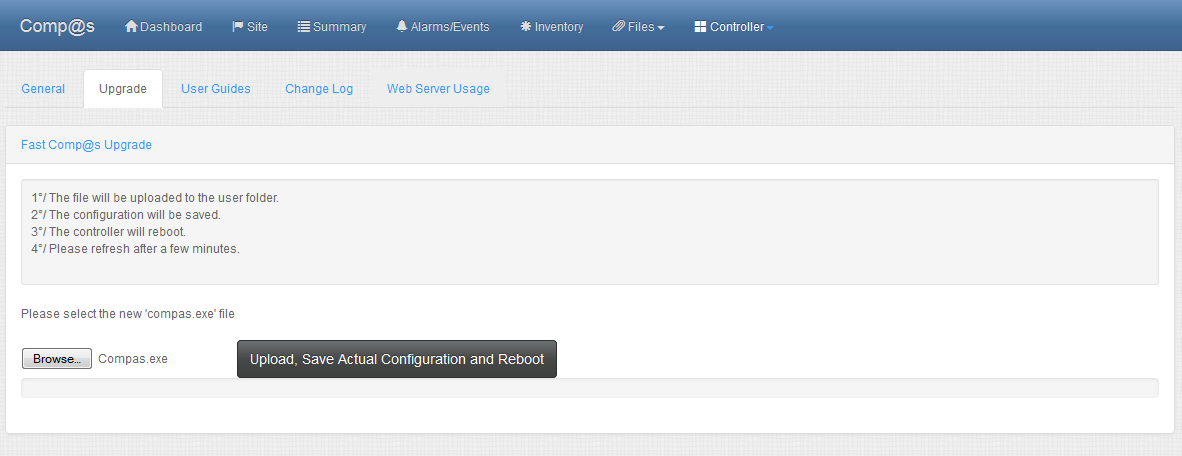 Comp@s Dashboard Site Summary Alarms/Events Inventory Files Controller
General Upgrade User Guides Change Log Web Server Usage
Fast Comp@s Upgrade
1°/ The file will be uploaded to the user folder.
2°/ The configuration will be saved.
3°/ The controller will reboot.
4°/ Please refresh after a few minutes.
Please select the new 'compas.exe' file
Browse... Compas.exe Upload, Save Actual Configuration and Reboot